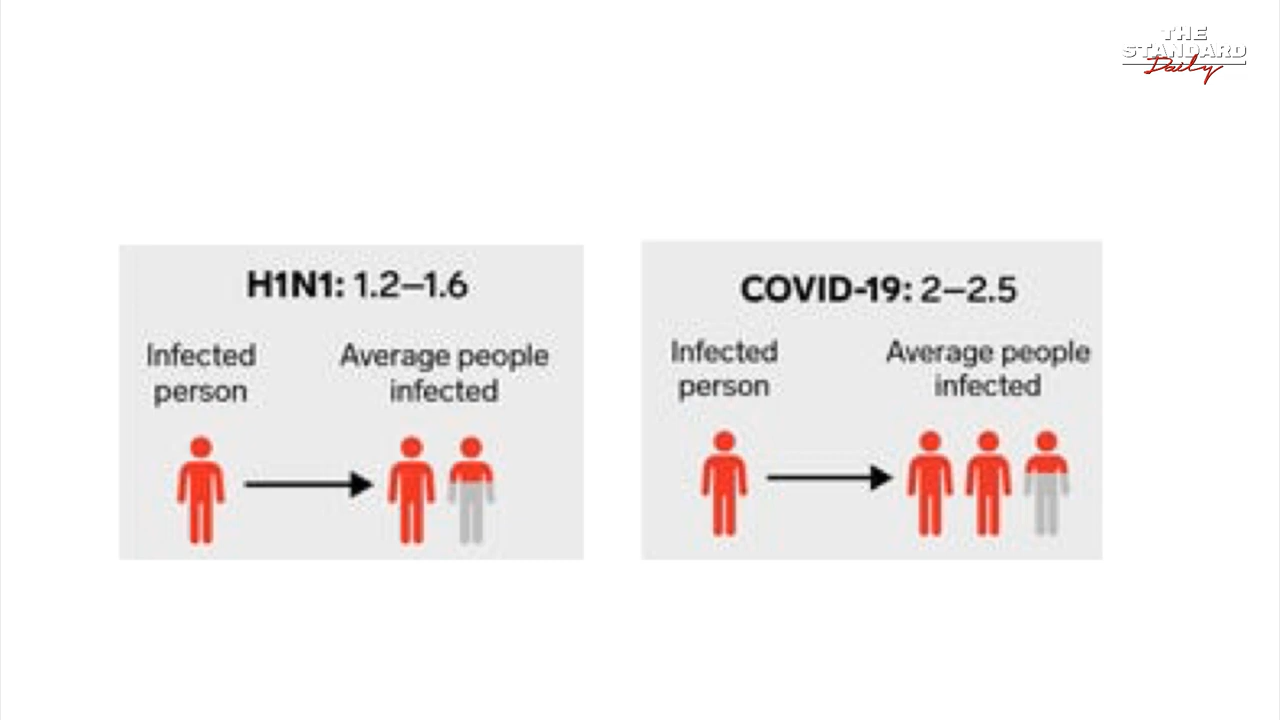 THE
STANDARD
Daily
H1N1: 1.2–1.6
Infected
person
Average people
infected
COVID-19: 2–2.5
Infected
person
Average people
infected